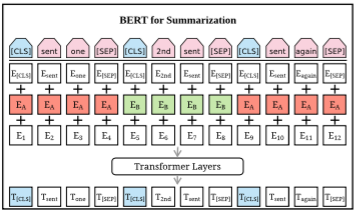 BERT for Summarization
[CLS] sent one [SEP] [CLS] 2nd sent [SEP] [CLS] sent again [SEP]
E[CLS] Esent Eone E[SEP] E[CLS] E2nd Esent E[SEP] E[CLS] Esent Eagain E[SEP]
+ + + + + + + + + + + +
EA EA EA EA EB EB EB EB EA EA EA EA
+ + + + + + + + + + + +
E1 E2 E3 E4 E5 E6 E7 E8 E9 E10 E11 E12
Transformer Layers
T[CLS] Tsent Tone T[SEP] T[CLS] T2nd Tsent T[SEP] T[CLS] Tsent Tagain T[SEP]